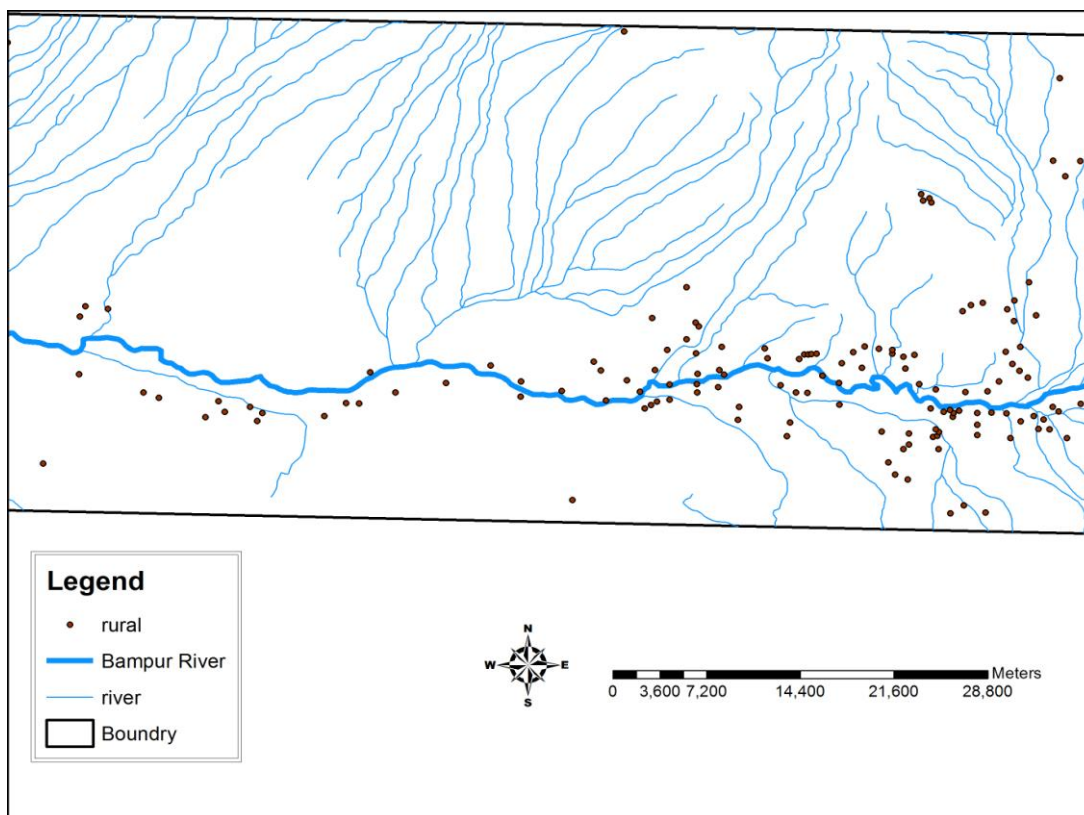 Legend
rural
Bampur River
river
Boundry
N
W E
S
Meters
0 3,600 7,200 14,400 21,600 28,800